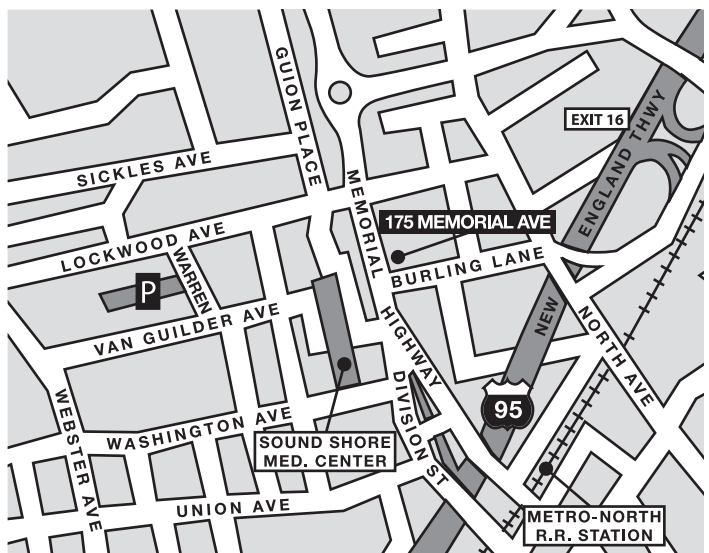 GUION PLACE
EXIT 16
NEW ENGLAND THWY
SICKLES AVE
MEMORIAL HIGHWAY
175 MEMORIAL AVE
LOCKWOOD AVE
WARREN
BURLING LANE
P
VAN GUILDER AVE
NORTH AVE
WEBSTER AVE
95
DIVISION ST
WASHINGTON AVE
SOUND SHORE
MED. CENTER
UNION AVE
METRO-NORTH
R.R. STATION